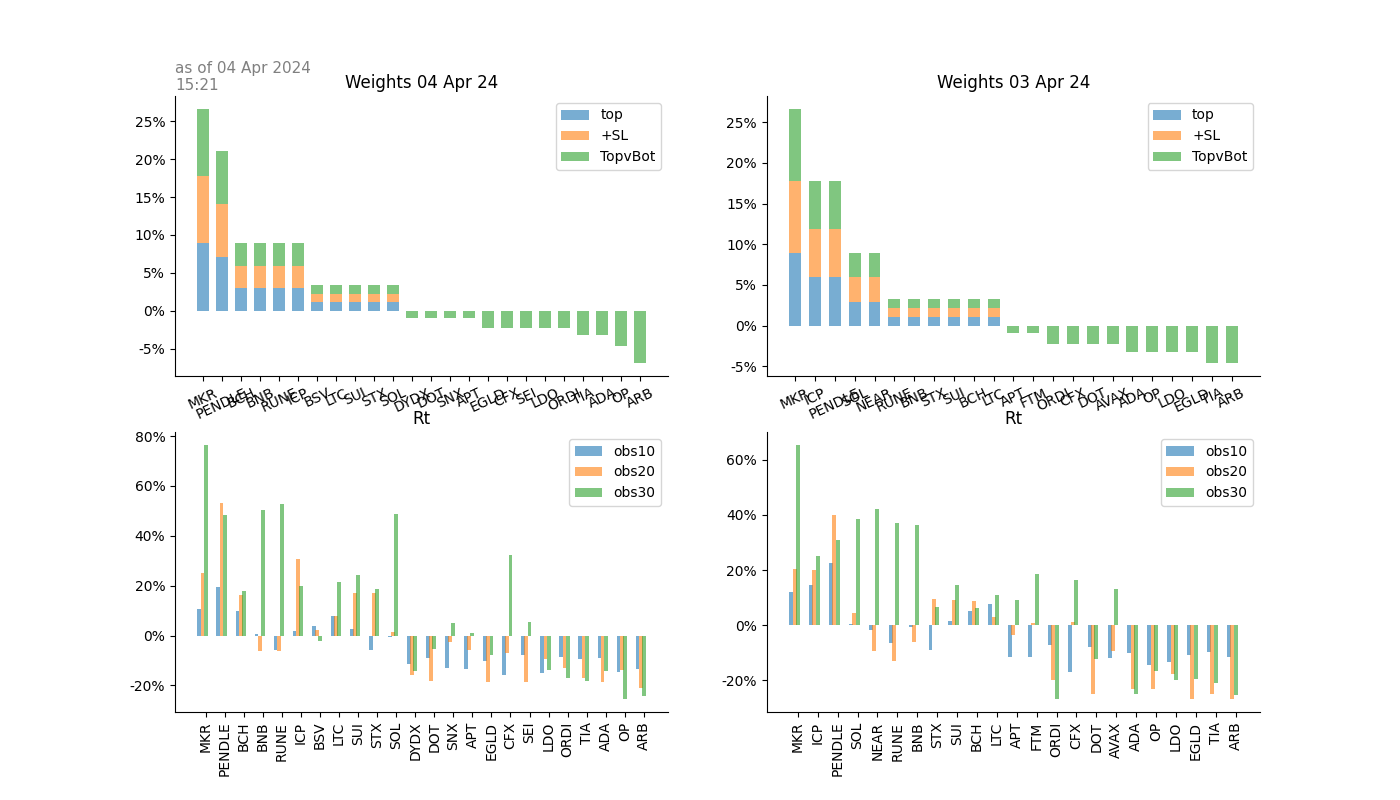 as of 04 Apr 2024
15:21
Weights 04 Apr 24
25%
20%
15%
10%
5%
0%
-5%
top
+SL
TopvBot
MKR PENDLE BCH BNB RUNE ICP BSV LTC SUI STX SOL DYDX DOT SNX APT EGLD CFX SEI LDO ORDI TIA ADA OP ARB
Weights 03 Apr 24
25%
20%
15%
10%
5%
0%
-5%
top
+SL
TopvBot
MKR ICP PENDLE SOL NEAR RUNE BNB STX SUI BCH LTC APT FTM ORDI CFX DOT AVAX ADA OP LDO EGLD TIA ARB
Rt
80%
60%
40%
20%
0%
-20%
obs10
obs20
obs30
MKR PENDLE BCH BNB RUNE ICP BSV LTC SUI STX SOL DYDX DOT SNX APT EGLD CFX SEI LDO ORDI TIA ADA OP ARB
Rt
60%
40%
20%
0%
-20%
obs10
obs20
obs30
MKR ICP PENDLE SOL NEAR RUNE BNB STX SUI BCH LTC APT FTM ORDI CFX DOT AVAX ADA OP LDO EGLD TIA ARB